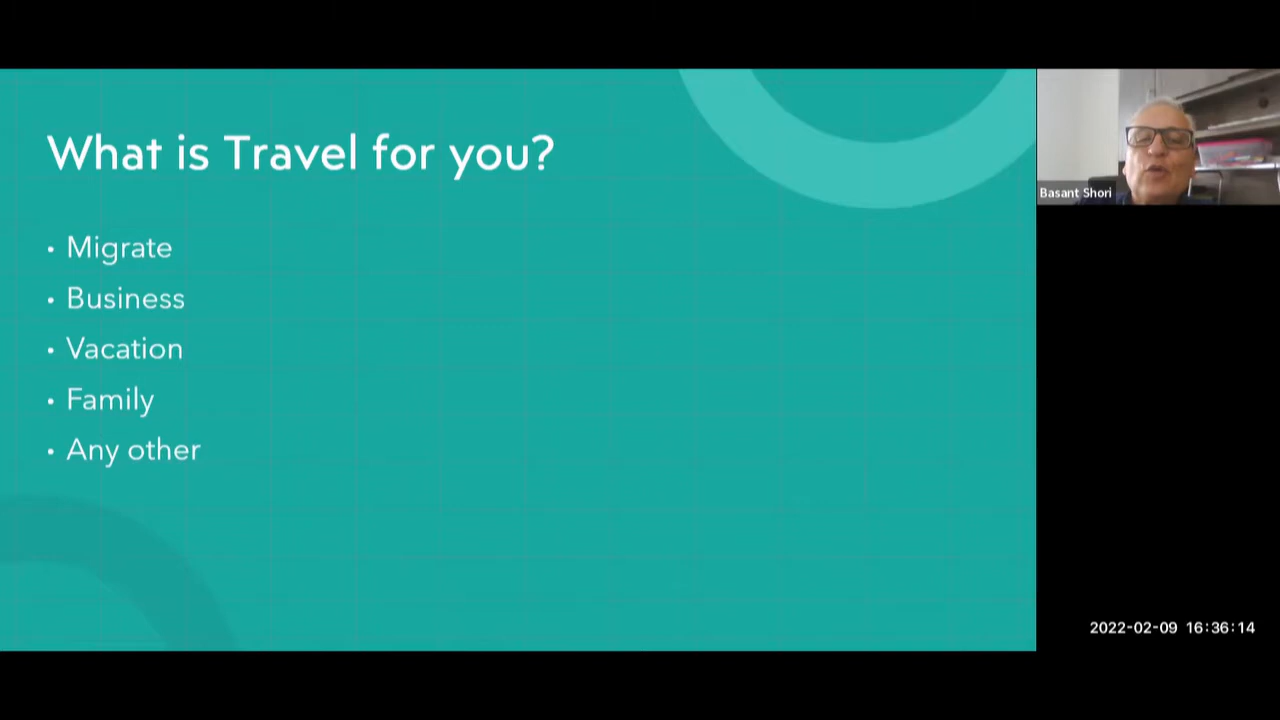 What is Travel for you?
• Migrate
• Business
• Vacation
• Family
• Any other
Basant Shori
2022-02-09 16:36:14